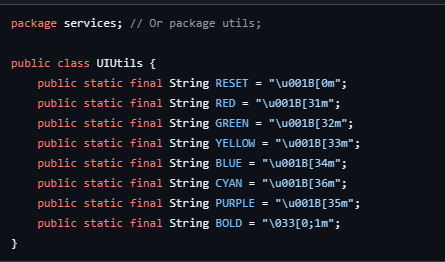 package services; // Or package utils;
public class UIUtils {
    public static final String RESET = "\u001B[0m";
    public static final String RED = "\u001B[31m";
    public static final String GREEN = "\u001B[32m";
    public static final String YELLOW = "\u001B[33m";
    public static final String BLUE = "\u001B[34m";
    public static final String CYAN = "\u001B[36m";
    public static final String PURPLE = "\u001B[35m";
    public static final String BOLD = "\033[0;1m";
}